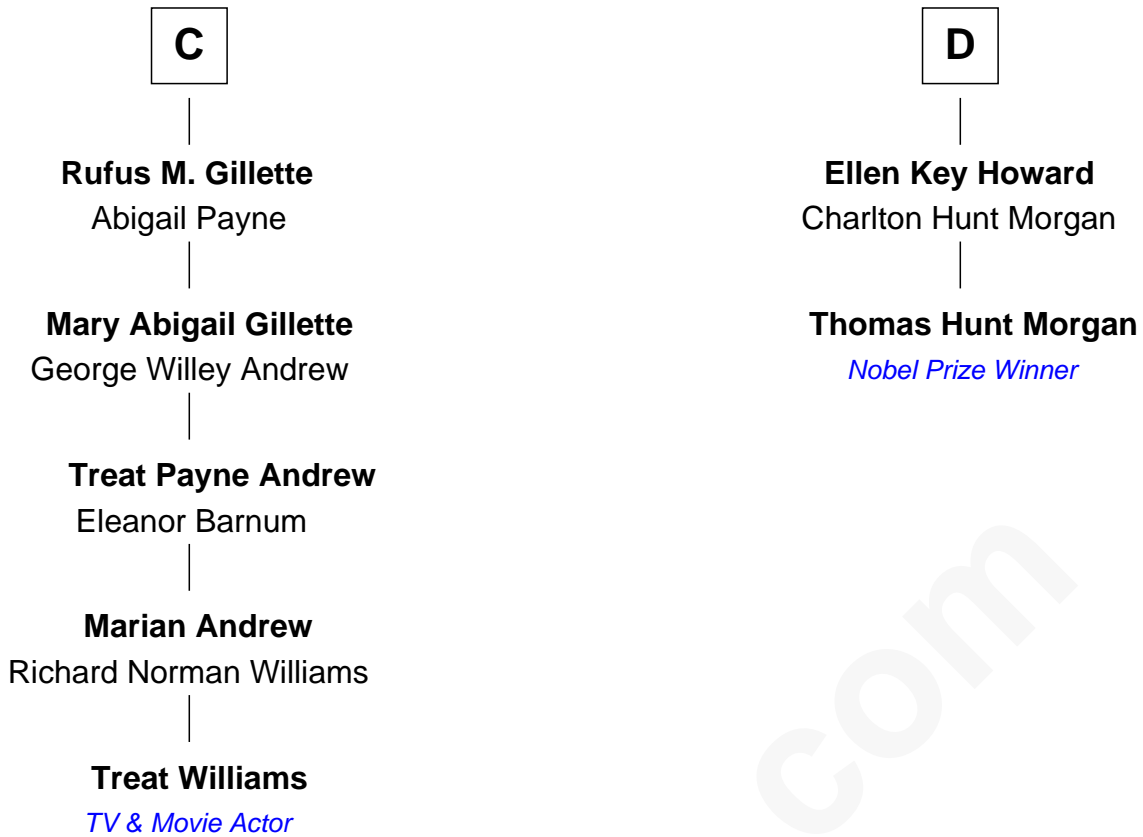 C
Rufus M. Gillette
Abigail Payne
Mary Abigail Gillette
George Willey Andrew
Treat Payne Andrew
Eleanor Barnum
Marian Andrew
Richard Norman Williams
Treat Williams
TV & Movie Actor
D
Ellen Key Howard
Charlton Hunt Morgan
Thomas Hunt Morgan
Nobel Prize Winner
com